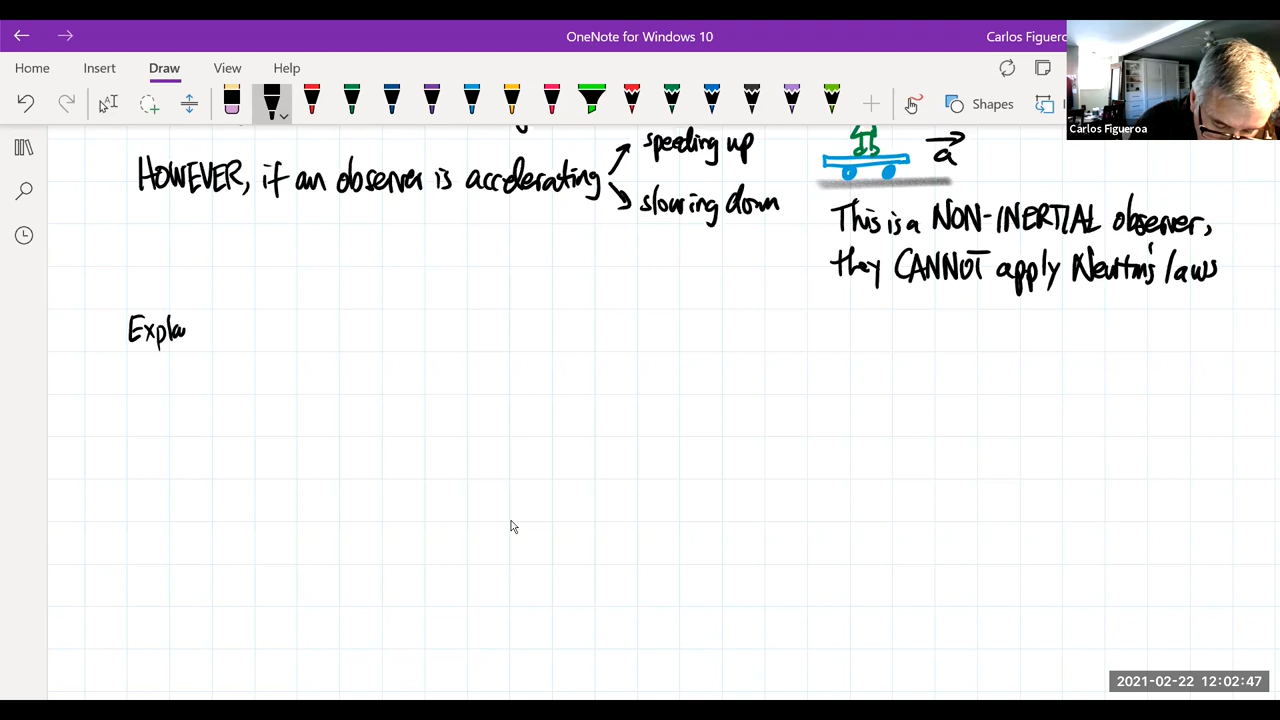 OneNote for Windows 10
Carlos Figuero
Home Insert Draw View Help
Shapes
Carlos Figueroa
speeding up
HOWEVER, if an observer is accelerating
slowing down
a
This is a NON-INERTIAL observer,
they CANNOT apply Newton's laws
Expla
2021-02-22 12:02:47